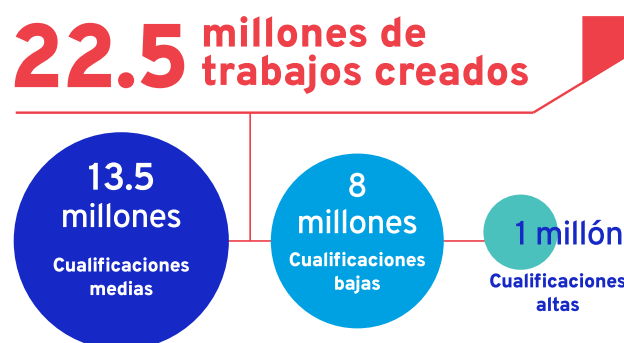 22.5 millones de
trabajos creados
13.5
millones
Cualificaciones
medias
8
millones
Cualificaciones
bajas
1 millón
Cualificaciones
altas